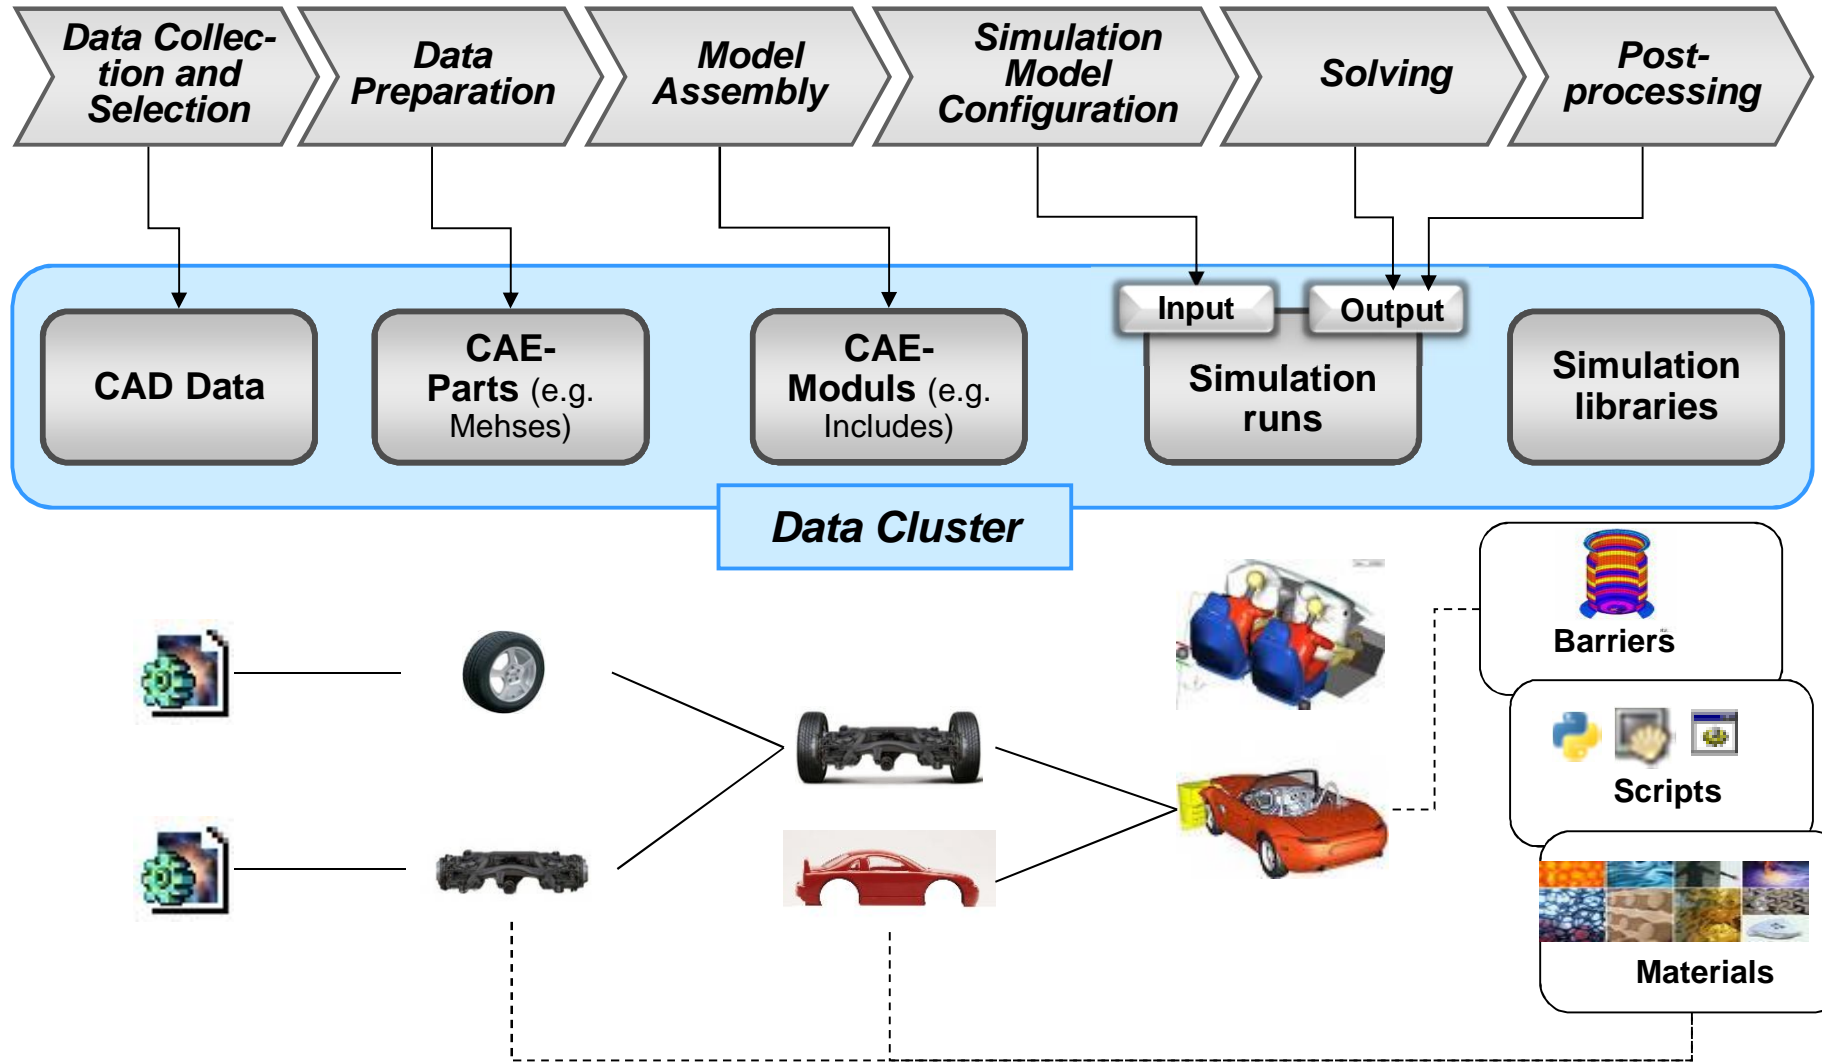 Data Collec-
tion and
Selection
Data
Preparation
Model
Assembly
Simulation
Model
Configuration
Solving
Post-
processing
Input
Output
CAD Data
CAE-
Parts (e.g.
Mehses)
CAE-
Moduls (e.g.
Includes)
Simulation
runs
Simulation
libraries
Data Cluster
Barriers
Scripts
Materials